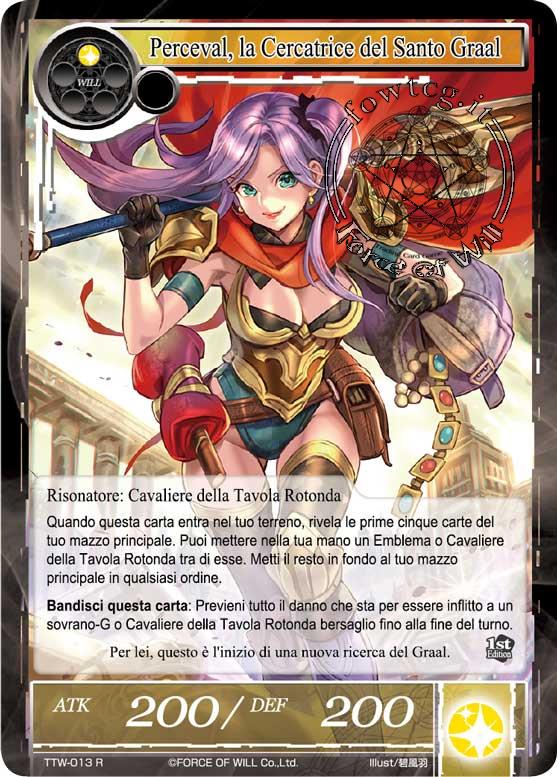 Perceval, la Cercatrice del Santo Graal
WILL
fowtcg.it
Force of Will
Risonatore: Cavaliere della Tavola Rotonda
Quando questa carta entra nel tuo terreno, rivela le prime cinque carte del
tuo mazzo principale. Puoi mettere nella tua mano un Emblema o Cavaliere
della Tavola Rotonda tra di esse. Metti il resto in fondo al tuo mazzo
principale in qualsiasi ordine.
Bandisci questa carta: Previeni tutto il danno che sta per essere inflitto a un
sovrano-G o Cavaliere della Tavola Rotonda bersaglio fino alla fine del turno.
Per lei, questo è l'inizio di una nuova ricerca del Graal.
1st
Edition
ATK 200/ DEF 200
TTW-013 R ©FORCE OF WILL Co.,Ltd. Illust/碧風羽